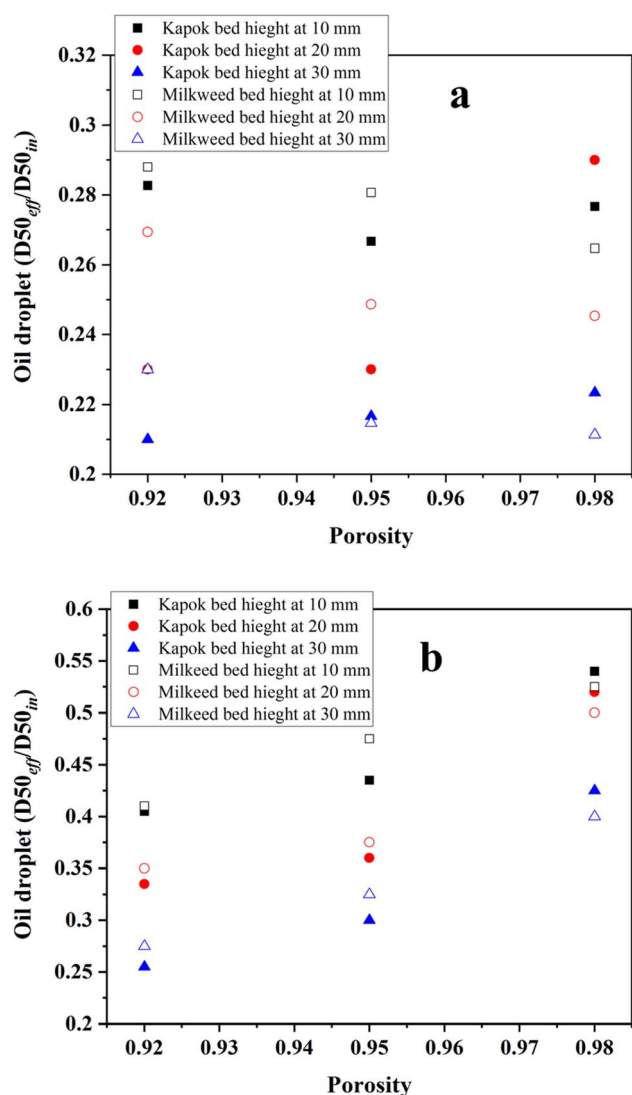 Kapok bed hieght at 10 mm
Kapok bed hieght at 20 mm
Kapok bed hieght at 30 mm
Milkweed bed hieght at 10 mm
Milkweed bed hieght at 20 mm
Milkweed bed hieght at 30 mm
a
0.32
0.3
0.28
0.26
0.24
0.22
0.2
Oil droplet (D50eff/D50in)
0.92 0.93 0.94 0.95 0.96 0.97 0.98
Porosity
Kapok bed hieght at 10 mm
Kapok bed hieght at 20 mm
Kapok bed hieght at 30 mm
Milkeed bed hieght at 10 mm
Milkeed bed hieght at 20 mm
Milkeed bed hieght at 30 mm
b
0.6
0.55
0.5
0.45
0.4
0.35
0.3
0.25
0.2
Oil droplet (D50eff/D50in)
0.92 0.93 0.94 0.95 0.96 0.97 0.98
Porosity